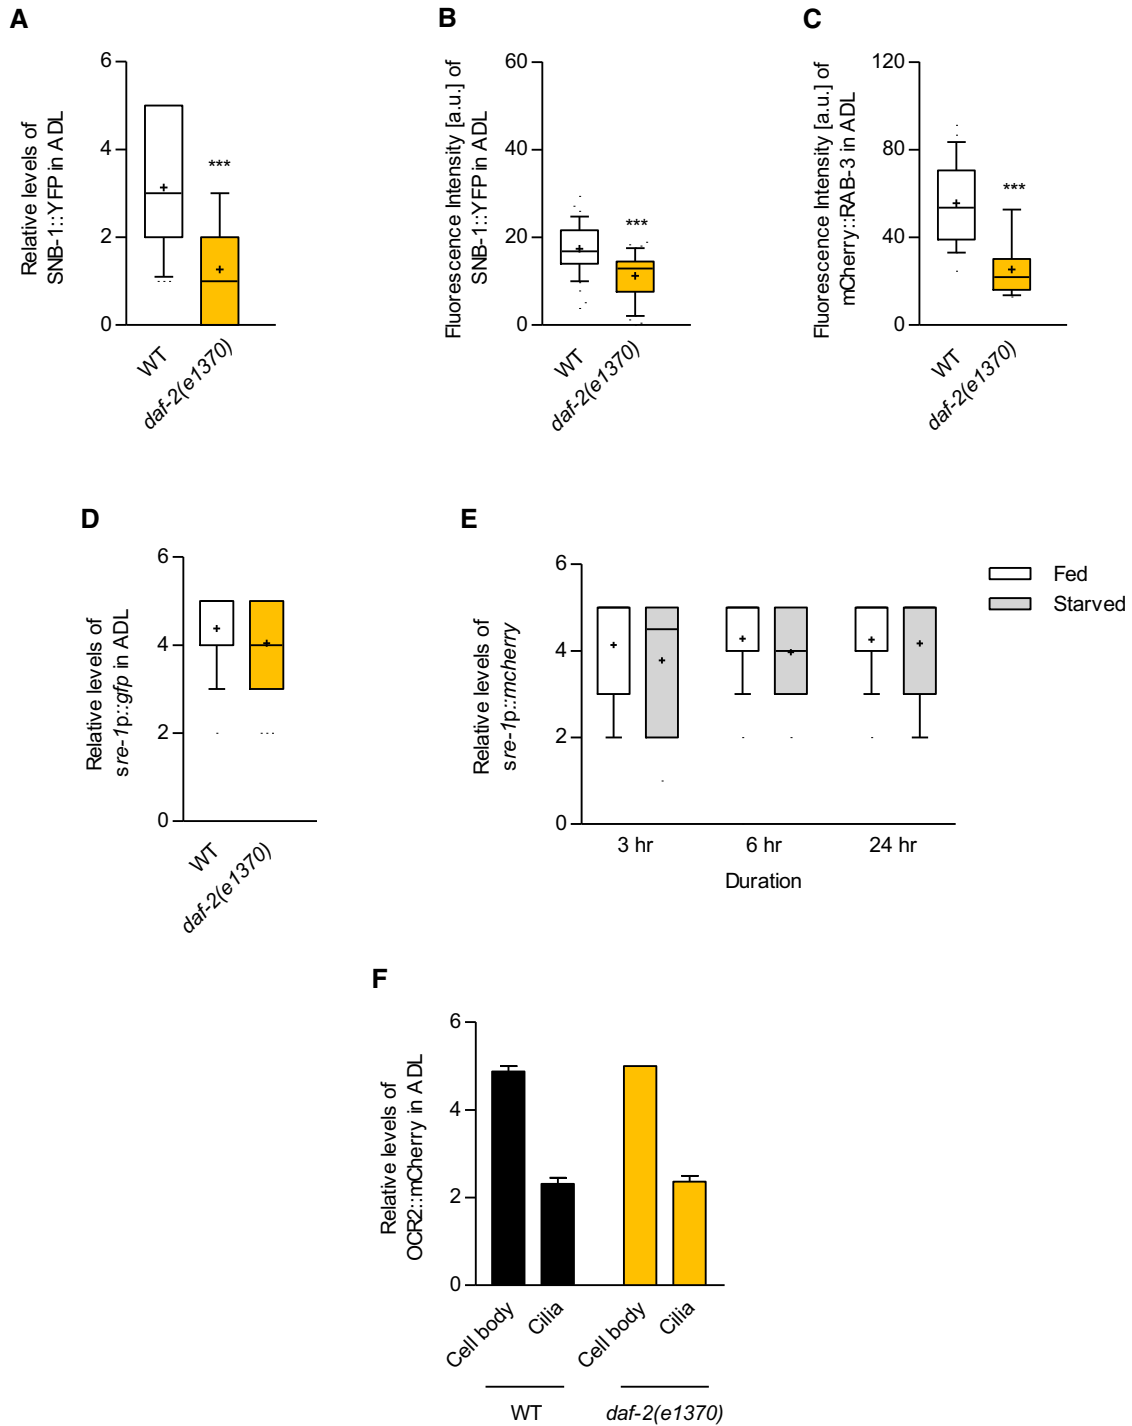 A
6
4
2
0
Relative levels of
SNB-1::YFP in ADL
***
WT
daf-2(e1370)
B
60
40
20
0
Fluorescence Intensity [a.u.] of
SNB-1::YFP in ADL
***
WT
daf-2(e1370)
C
120
80
40
0
Fluorescence Intensity [a.u.] of
mCherry::RAB-3 in ADL
***
WT
daf-2(e1370)
D
6
4
2
0
Relative levels of
sre-1p::gfp in ADL
WT
daf-2(e1370)
E
6
4
2
0
Relative levels of
sre-1p::mcherry
3 hr
6 hr
24 hr
Duration
Fed
Starved
F
6
4
2
0
Relative levels of
OCR2::mCherry in ADL
Cell body
Cilia
Cell body
Cilia
WT
daf-2(e1370)